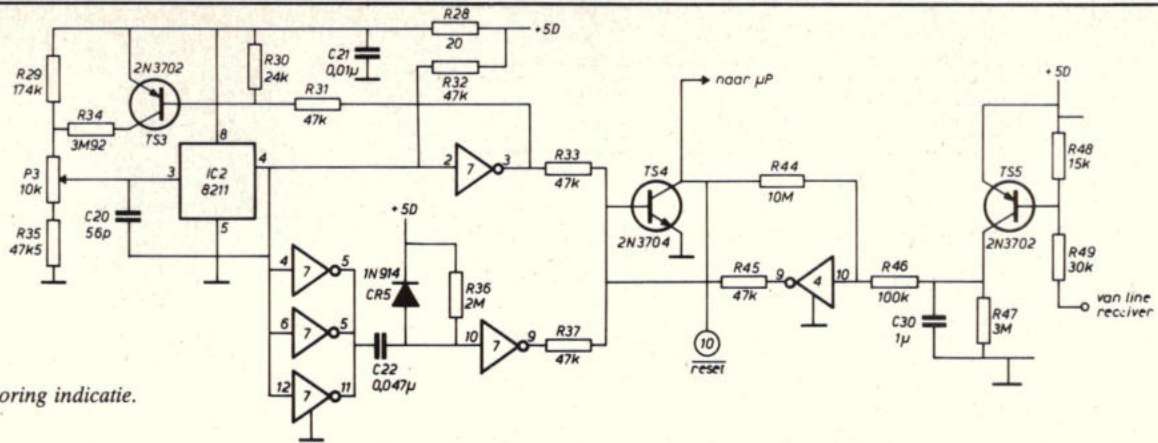 R28
20
+5D
R29
174k
2N3702
R30
24k
C21
0,01µ
R32
47k
R31
47k
R34
3M92
TS3
P3
10k
3
8
IC2
8211
4
5
C20
56p
R35
47k5
2
7
3
R33
47k
naar µP
TS4
2N3704
R44
10M
+5D
R48
15k
TS5
2N3702
R49
30k
van line
receiver
+5D
1N914
CR5
R36
2M
4
7
5
6
7
5
12
7
11
C22
0,047µ
10
7
9
R37
47k
R45
47k
9
4
10
R46
100k
C30
1µ
R47
3M
10
reset
oring indicatie.